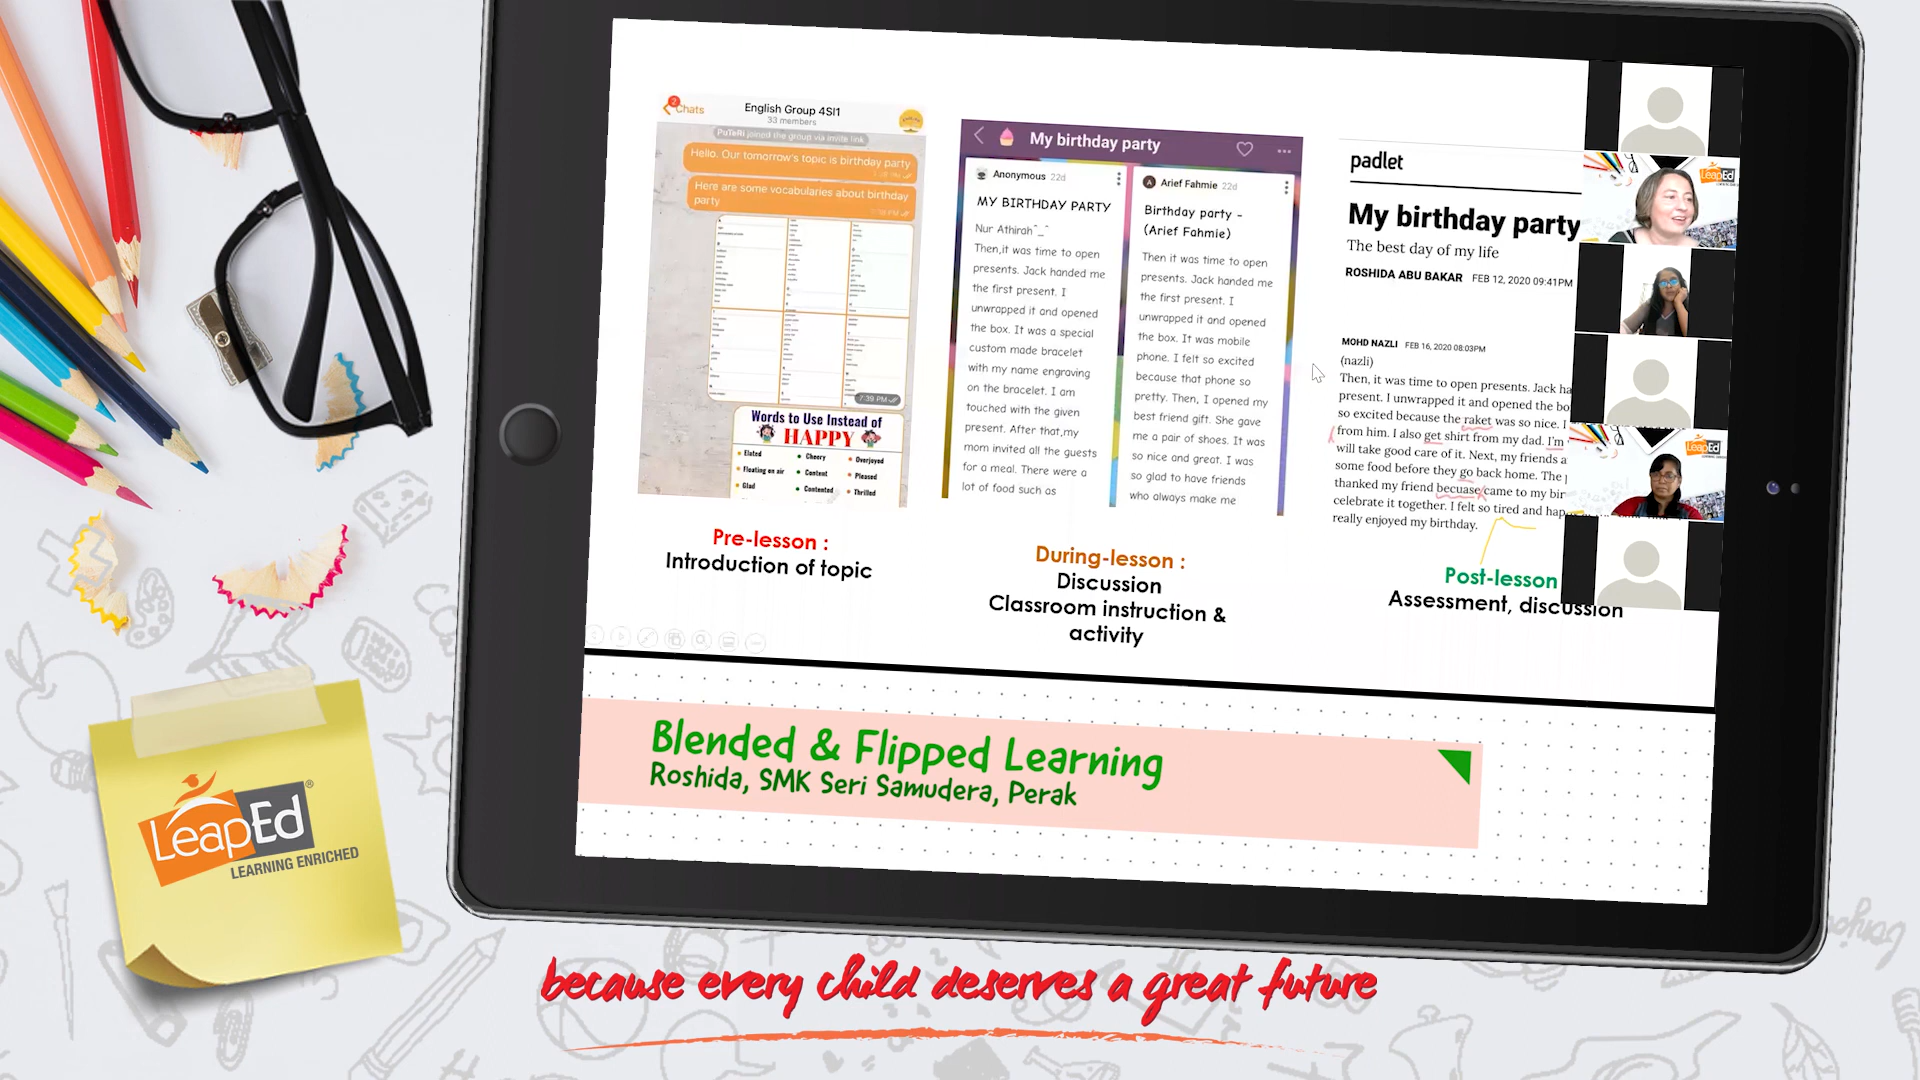 2
Chats
English Group 4SI1
33 members
PuTeRi joined the group via invite link
Hello. Our tomorrow's topic is birthday party
Here are some vocabularies about birthday
party
7:39 PM
Words to Use Instead of
HAPPY
Elated
Cheery
Overjoyed
Floating on air
Content
Pleased
Glad
Contented
Thrilled
Pre-lesson :
Introduction of topic
My birthday party
Anonymous 22d
MY BIRTHDAY PARTY
Nur Athirah^_^
Then,it was time to open
presents. Jack handed me
the first present. I
unwrapped it and opened
the box. It was a special
custom made bracelet
with my name engraving
on the bracelet. I am
touched with the given
present. After that,my
mom invited all the guests
for a meal. There were a
lot of food such as
A
Arief Fahmie 22d
Birthday party -
(Arief Fahmie)
Then it was time to open
presents. Jack handed me
the first present. I
unwrapped it and opened
the box. It was mobile
phone. I felt so excited
because that phone so
pretty. Then, I opened my
best friend gift. She gave
me a pair of shoes. It was
so nice and great. I was
so glad to have friends
who always make me
During-lesson :
Discussion
Classroom instruction &
activity
padlet
My birthday party
The best day of my life
ROSHIDA ABU BAKAR FEB 12, 2020 09:41PM
MOHD NAZLI FEB 16, 2020 08:03PM
(nazli)
Then, it was time to open presents. Jack ha
present. I unwrapped it and opened the bo
so excited because the raket was so nice. I
from him. I also get shirt from my dad. I'm
will take good care of it. Next, my friends a
some food before they go back home. The
thanked my friend becuase came to my bir
celebrate it together. I felt so tired and hap
really enjoyed my birthday.
Post-lesson
Assessment, discussion
LeapEd
LeapEd
Blended & Flipped Learning
Roshida, SMK Seri Samudera, Perak
LeapEd®
LEARNING ENRICHED
because every child deserves a great future